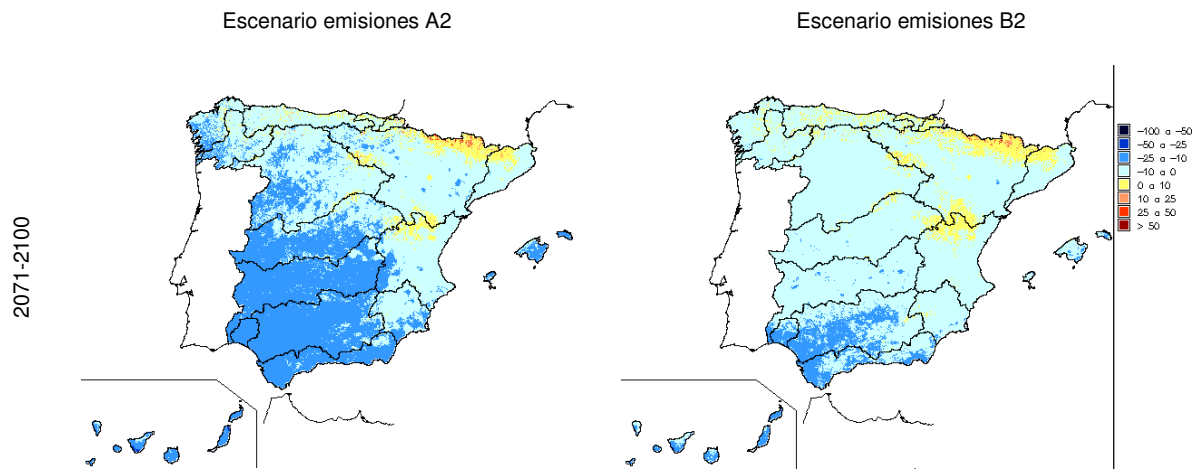 Escenario emisiones A2
Escenario emisiones B2
2071-2100
-100 a -50
-50 a -25
-25 a -10
-10 a 0
0 a 10
10 a 25
25 a 50
> 50